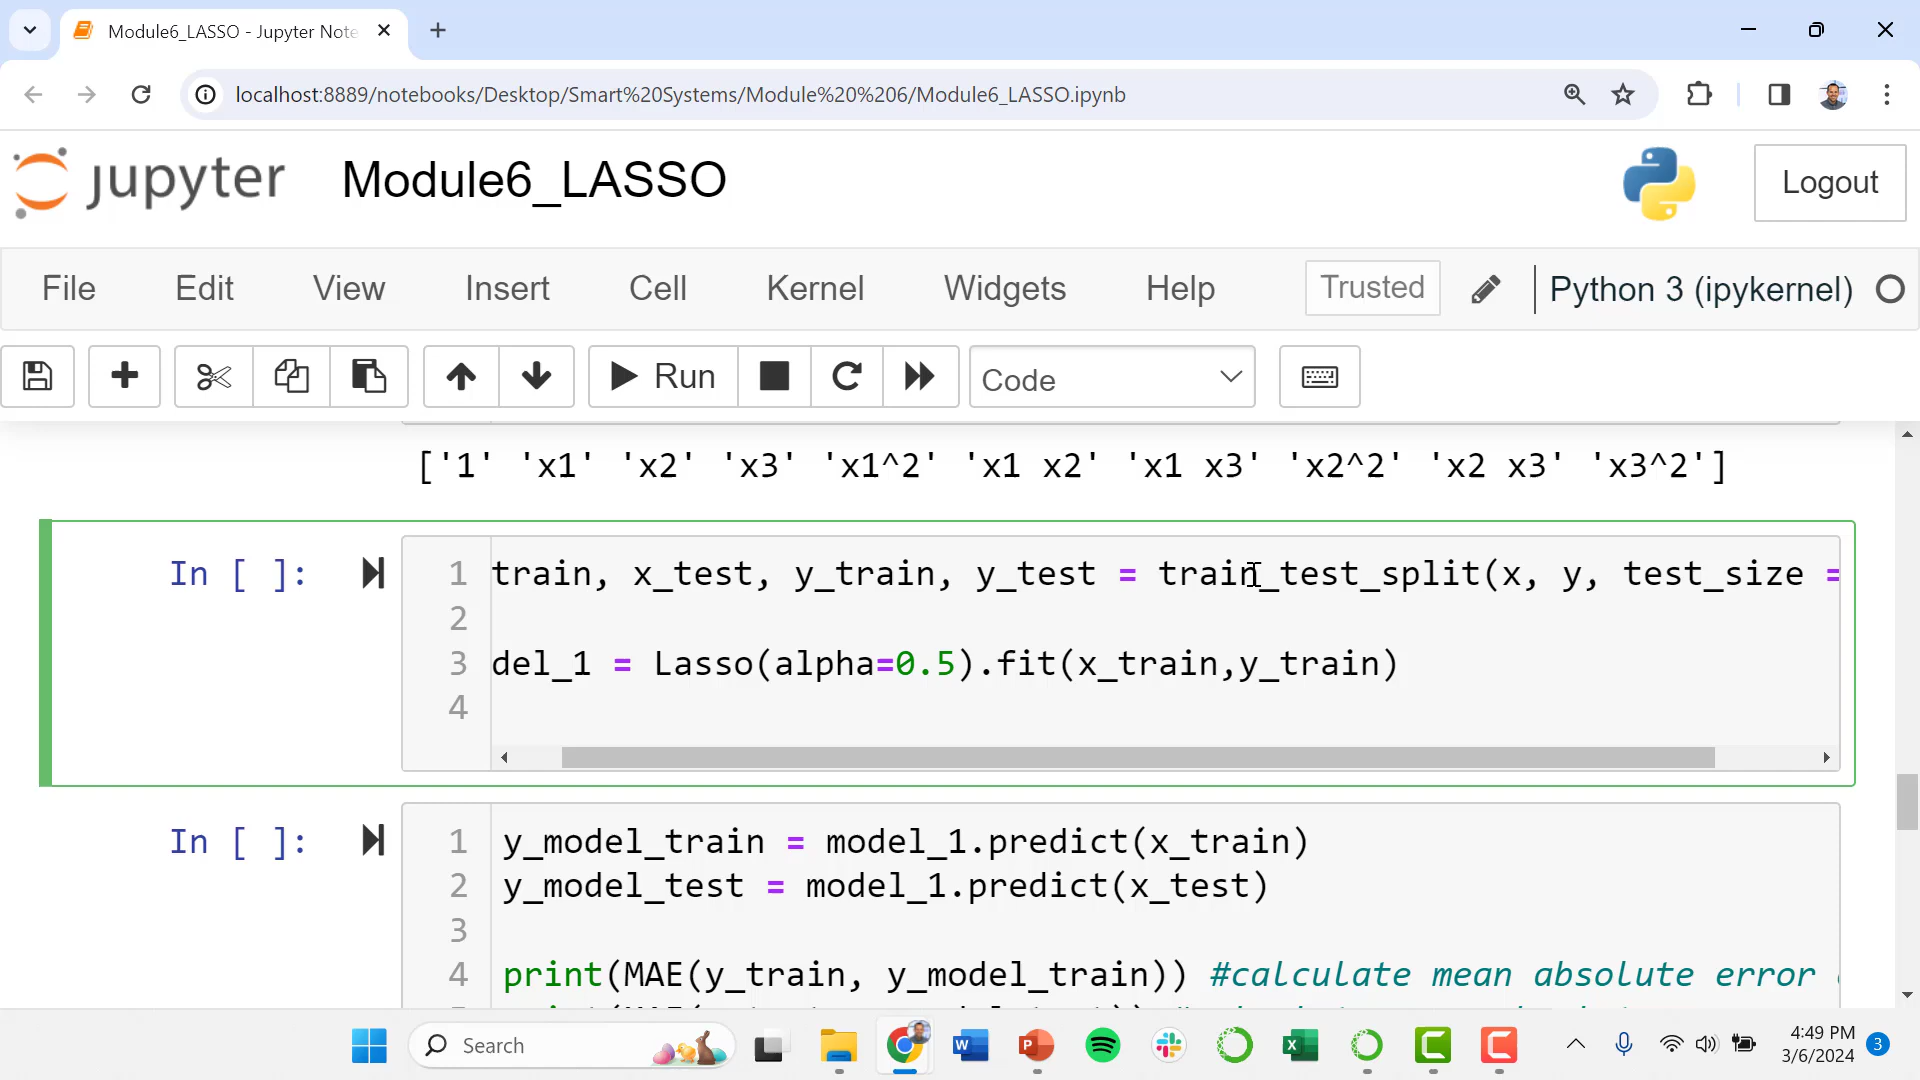 Module6_LASSO - Jupyter Note
localhost:8889/notebooks/Desktop/Smart%20Systems/Module%20%206/Module6_LASSO.ipynb
jupyter Module6_LASSO
Logout
File Edit View Insert Cell Kernel Widgets Help Trusted Python 3 (ipykernel)
Run Code
['1' 'x1' 'x2' 'x3' 'x1^2' 'x1 x2' 'x1 x3' 'x2^2' 'x2 x3' 'x3^2']
In [ ]: 1 train, x_test, y_train, y_test = train_test_split(x, y, test_size =
2
3 del_1 = Lasso(alpha=0.5).fit(x_train,y_train)
4
In [ ]: 1 y_model_train = model_1.predict(x_train)
2 y_model_test = model_1.predict(x_test)
3
4 print(MAE(y_train, y_model_train)) #calculate mean absolute error
Search
W
P
X
4:49 PM
3/6/2024
3